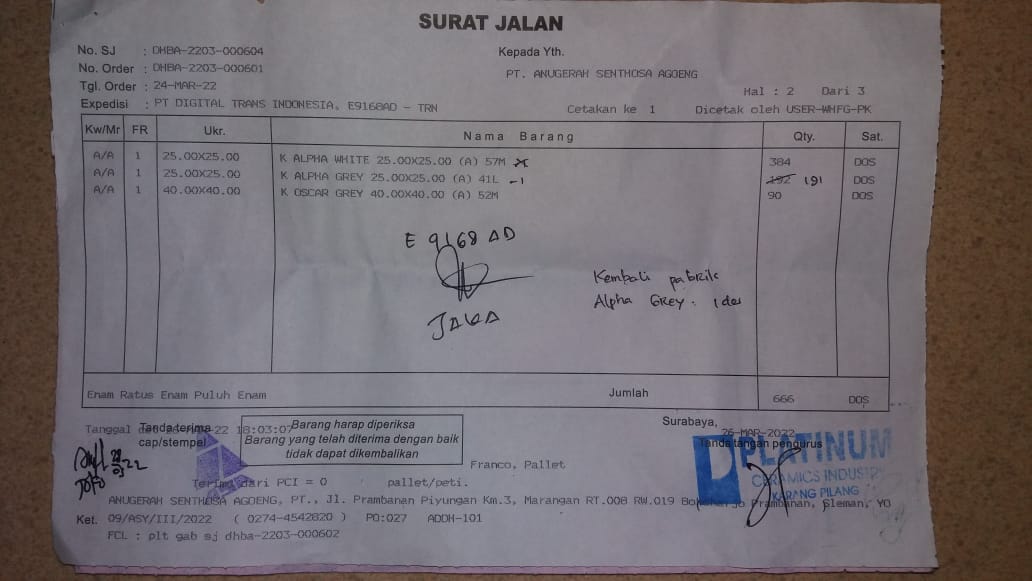 SURAT JALAN
No. SJ : DHBA-2203-000604
Kepada Yth.
No. Order : DHBA-2203-000601
PT. ANUGERAH SENTHOSA AGOENG
Tgl. Order : 24-MAR-22
Hal : 2 Dari 3
Expedisi : PT DIGITAL TRANS INDONESIA, E9168AD - TRN
Cetakan ke 1 Dicetak oleh USER-WHFG-PK
Kw/Mr FR Ukr. Nama Barang Qty. Sat.
A/A 1 25.00X25.00 K ALPHA WHITE 25.00X25.00 (A) 57M 384 DOS
A/A 1 25.00X25.00 K ALPHA GREY 25.00X25.00 (A) 41L -1 192 191 DOS
A/A 1 40.00X40.00 K OSCAR GREY 40.00X40.00 (A) 52M 90 DOS
E 9168 AD
Kembali pabrik
Alpha GREY : 1 dos
JAKA
Enam Ratus Enam Puluh Enam Jumlah 666 DOS
Surabaya, 26-MAR-2022
Tanggal 22 18:03:07
Tanda terima
cap/stempel
Barang harap diperiksa
Barang yang telah diterima dengan baik
tidak dapat dikembalikan
Tanda tangan pengurus
PLATINUM
CERAMICS INDUSTRY
KARANG PILANG
Franco, Pallet
Terima dari PCI = 0 pallet/peti.
ANUGERAH SENTHOSA AGOENG, PT., Jl. Prambanan Piyungan Km.3, Marangan RT.008 RW.019 Prambanan, Sleman, YO
Ket. 09/ASY/III/2022 ( 0274-4542820 ) PO:027 ADDH-101
FCL : plt gab sj dhba-2203-000602